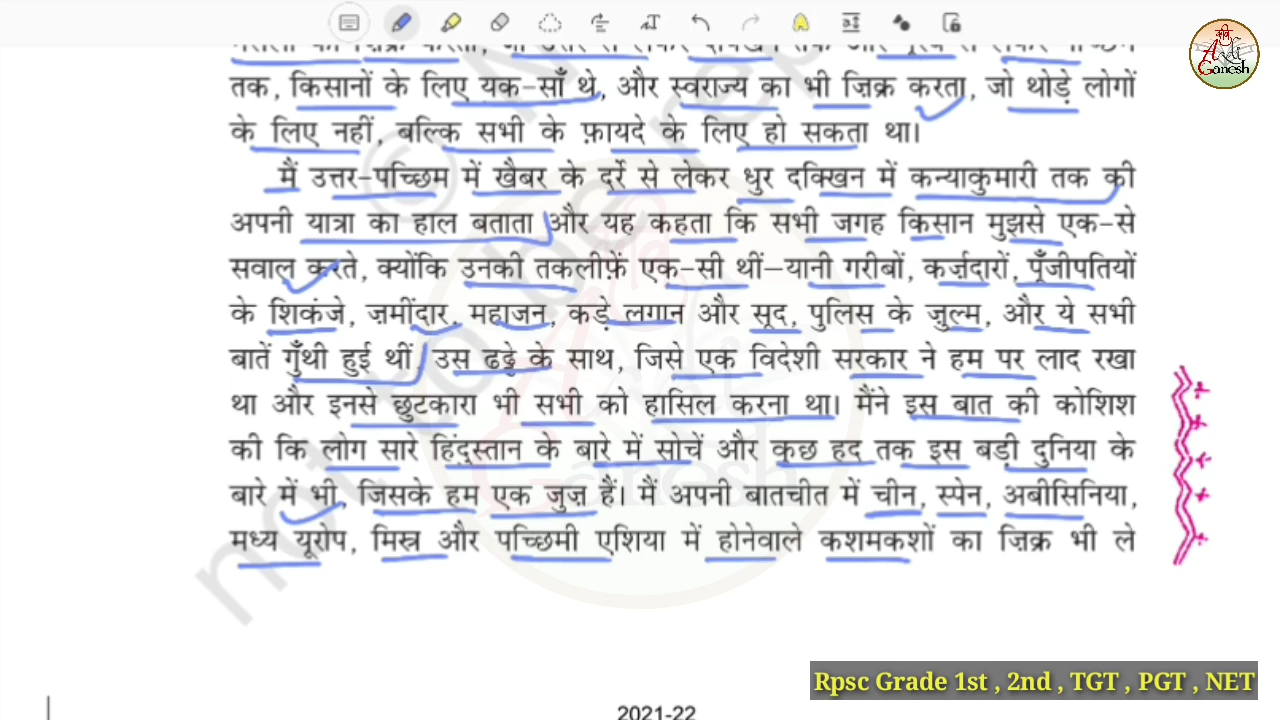 तक, किसानों के लिए यक-साँ थे, और स्वराज्य का भी ज़िक्र करता, जो थोड़े लोगों
के लिए नहीं, बल्कि सभी के फ़ायदे के लिए हो सकता था।
मैं उत्तर-पच्छिम में खैबर के दर्रे से लेकर धुर दक्खिन में कन्याकुमारी तक की
अपनी यात्रा का हाल बताता और यह कहता कि सभी जगह किसान मुझसे एक-से
सवाल करते, क्योंकि उनकी तकलीफ़ें एक-सी थीं—यानी गरीबों, कर्ज़दारों, पूँजीपतियों
के शिकंजे, ज़मींदार, महाजन, कड़े लगान और सूद, पुलिस के जुल्म, और ये सभी
बातें गुँथी हुई थीं उस ढड्ढे के साथ, जिसे एक विदेशी सरकार ने हम पर लाद रखा
था और इनसे छुटकारा भी सभी को हासिल करना था। मैंने इस बात की कोशिश
की कि लोग सारे हिंदुस्तान के बारे में सोचें और कुछ हद तक इस बड़ी दुनिया के
बारे में भी, जिसके हम एक जुज़ हैं। मैं अपनी बातचीत में चीन, स्पेन, अबीसिनिया,
मध्य यूरोप, मिस्र और पच्छिमी एशिया में होनेवाले कशमकशों का ज़िक्र भी ले
Rpsc Grade 1st , 2nd , TGT , PGT , NET
2021-22